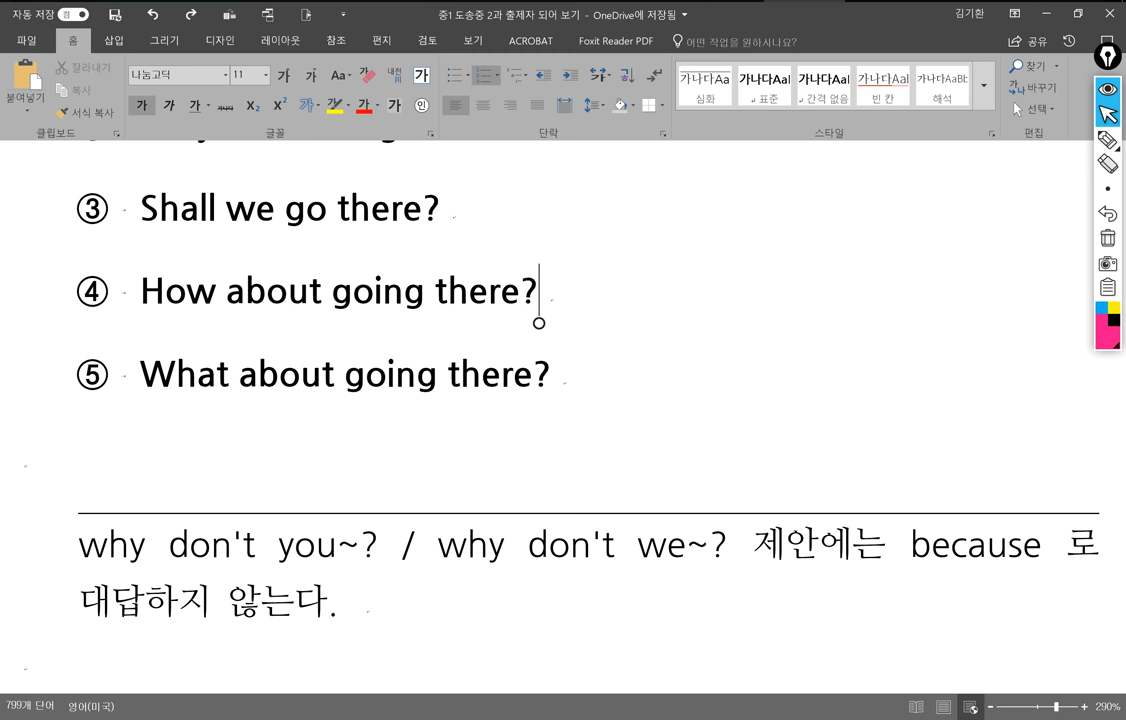 자동 저장 컴 중1 도송중 2과 출제자 되어 보기 - OneDrive에 저장됨 김기환
파일 홈 삽입 그리기 디자인 레이아웃 참조 편지 검토 보기 ACROBAT Foxit Reader PDF 어떤 작업을 원하시나요? 공유
붙여넣기 잘라내기 복사 서식 복사
나눔고딕 11
가나다Aa 가나다AaI 가나다AaI 가나다AaI 가나다AaBb
심화 표준 간격 없음 빈 칸 해석
찾기 바꾸기 선택
클립보드 글꼴 단락 스타일 편집
③ Shall we go there?
④ How about going there?
⑤ What about going there?
why don't you~? / why don't we~? 제안에는 because 로
대답하지 않는다.
799개 단어 영어(미국) 290%